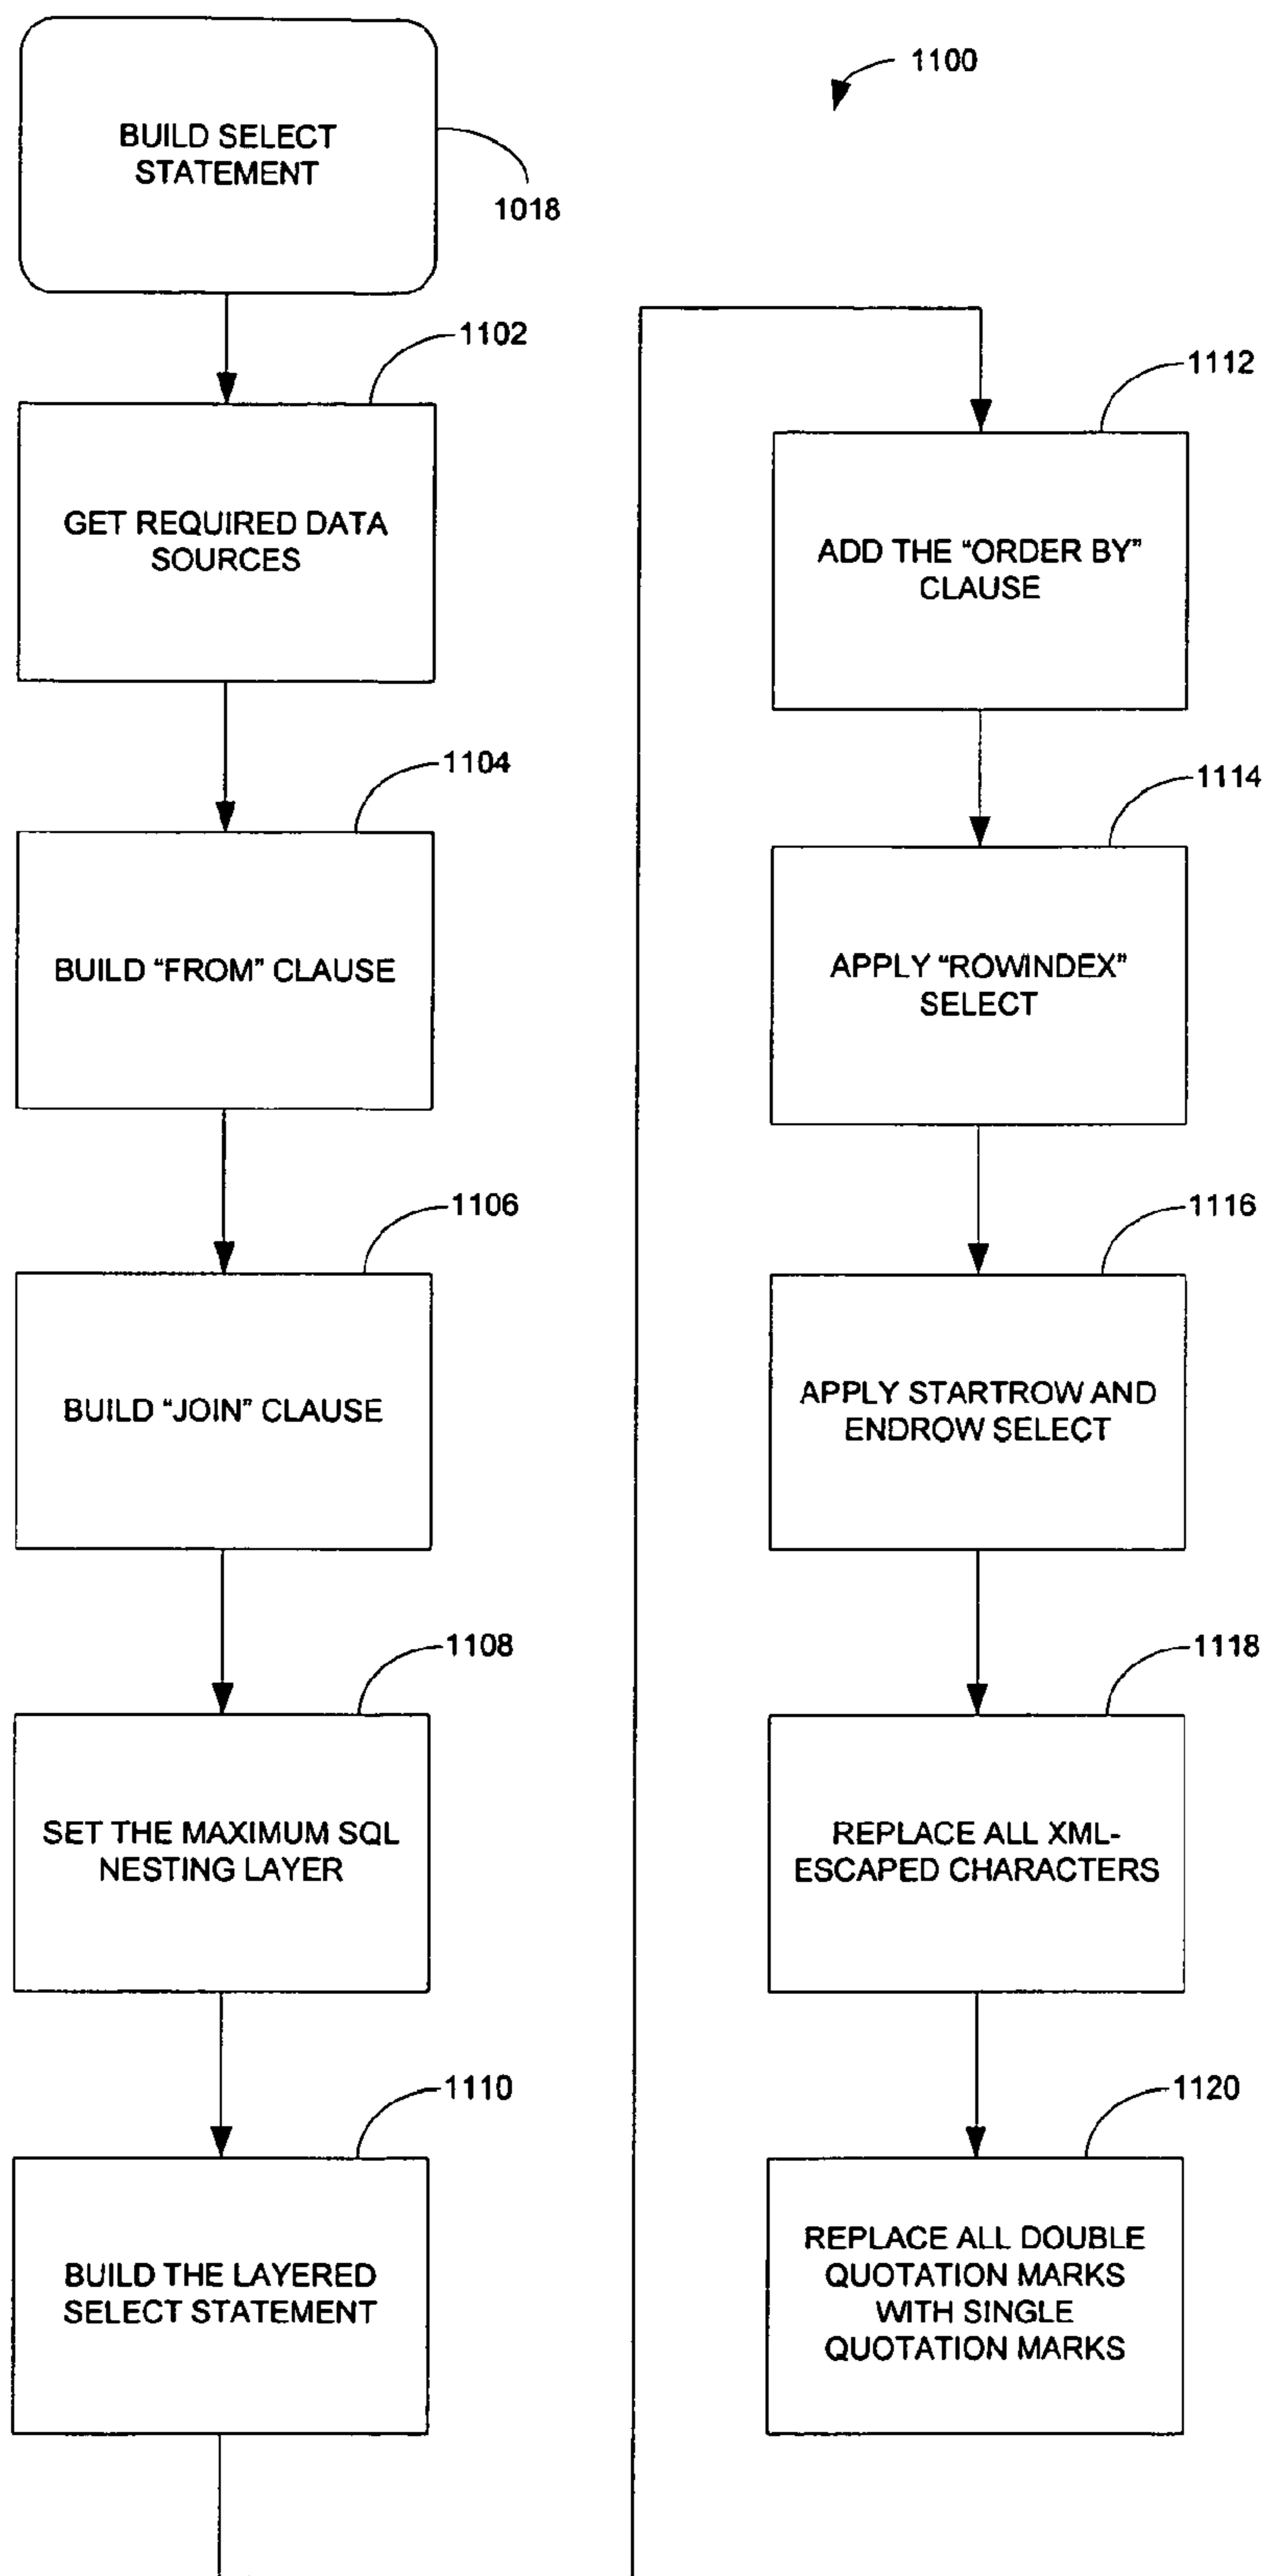 1100
BUILD SELECT
STATEMENT
1018
1102
GET REQUIRED DATA
SOURCES
1104
BUILD “FROM” CLAUSE
1106
BUILD “JOIN” CLAUSE
1108
SET THE MAXIMUM SQL
NESTING LAYER
1110
BUILD THE LAYERED
SELECT STATEMENT
1112
ADD THE “ORDER BY”
CLAUSE
1114
APPLY “ROWINDEX”
SELECT
1116
APPLY STARTROW AND
ENDROW SELECT
1118
REPLACE ALL XML-
ESCAPED CHARACTERS
1120
REPLACE ALL DOUBLE
QUOTATION MARKS
WITH SINGLE
QUOTATION MARKS